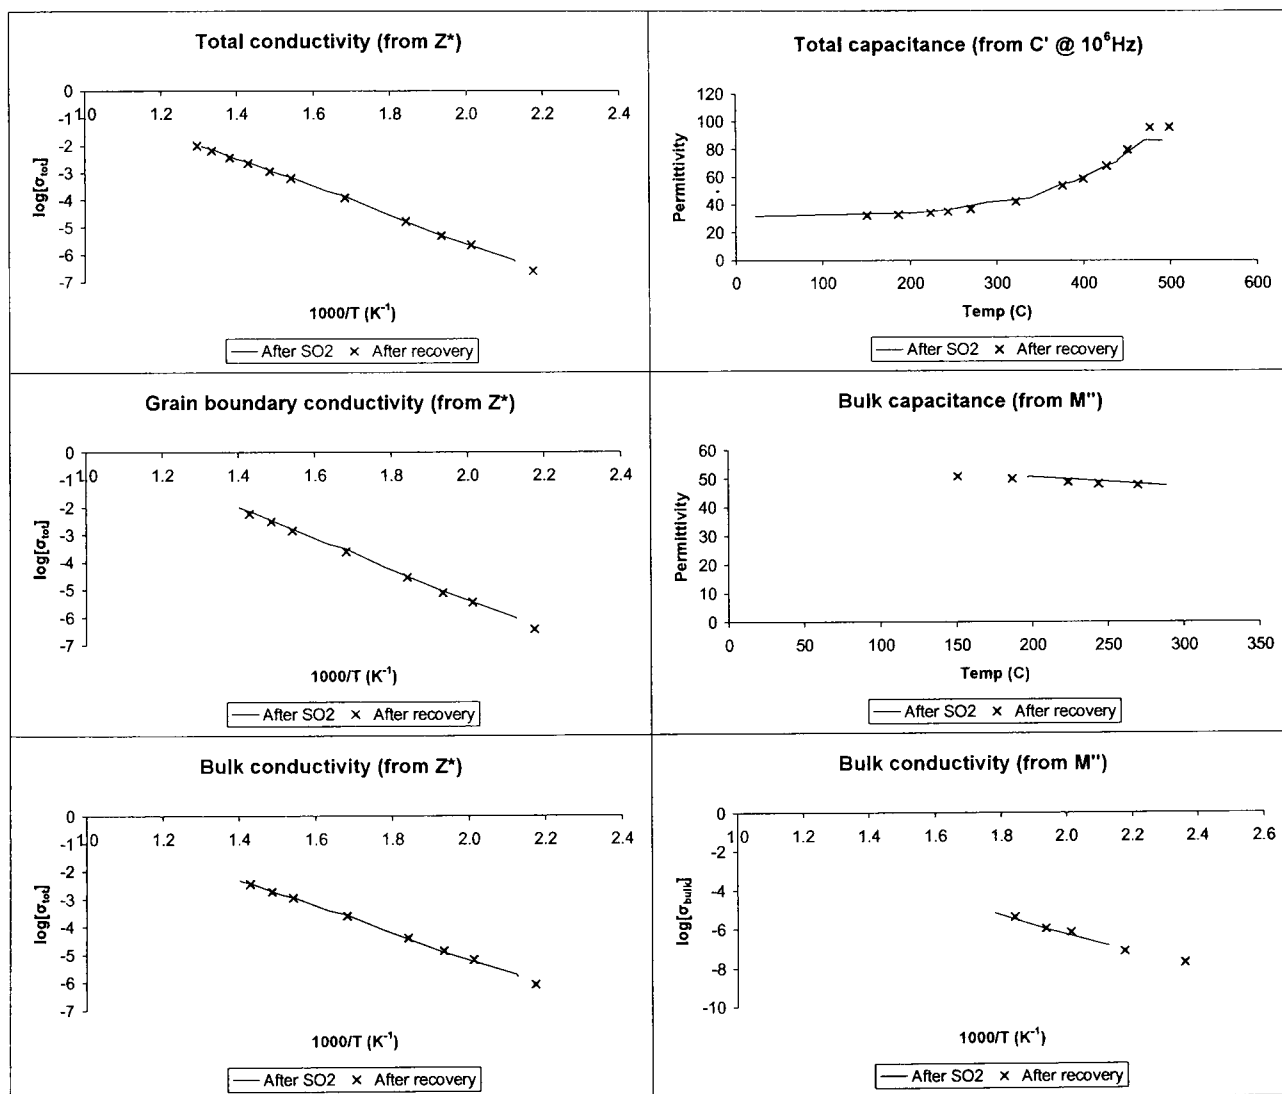 Total conductivity (from Z*)
0
-1
-2
-3
-4
-5
-6
-7
1.0 1.2 1.4 1.6 1.8 2.0 2.2 2.4
log[σtot]
1000/T (K⁻¹)
After SO2 × After recovery
Total capacitance (from C' @ 10⁶Hz)
120
100
80
60
40
20
0
0 100 200 300 400 500 600
Permittivity
Temp (C)
After SO2 × After recovery
Grain boundary conductivity (from Z*)
0
-1
-2
-3
-4
-5
-6
-7
1.0 1.2 1.4 1.6 1.8 2.0 2.2 2.4
log[σtot]
1000/T (K⁻¹)
After SO2 × After recovery
Bulk capacitance (from M")
60
50
40
30
20
10
0
0 50 100 150 200 250 300 350
Permittivity
Temp (C)
After SO2 × After recovery
Bulk conductivity (from Z*)
0
-1
-2
-3
-4
-5
-6
-7
1.0 1.2 1.4 1.6 1.8 2.0 2.2 2.4
log[σtot]
1000/T (K⁻¹)
After SO2 × After recovery
Bulk conductivity (from M")
0
-2
-4
-6
-8
-10
1.0 1.2 1.4 1.6 1.8 2.0 2.2 2.4 2.6
log[σbulk]
1000/T (K⁻¹)
After SO2 × After recovery